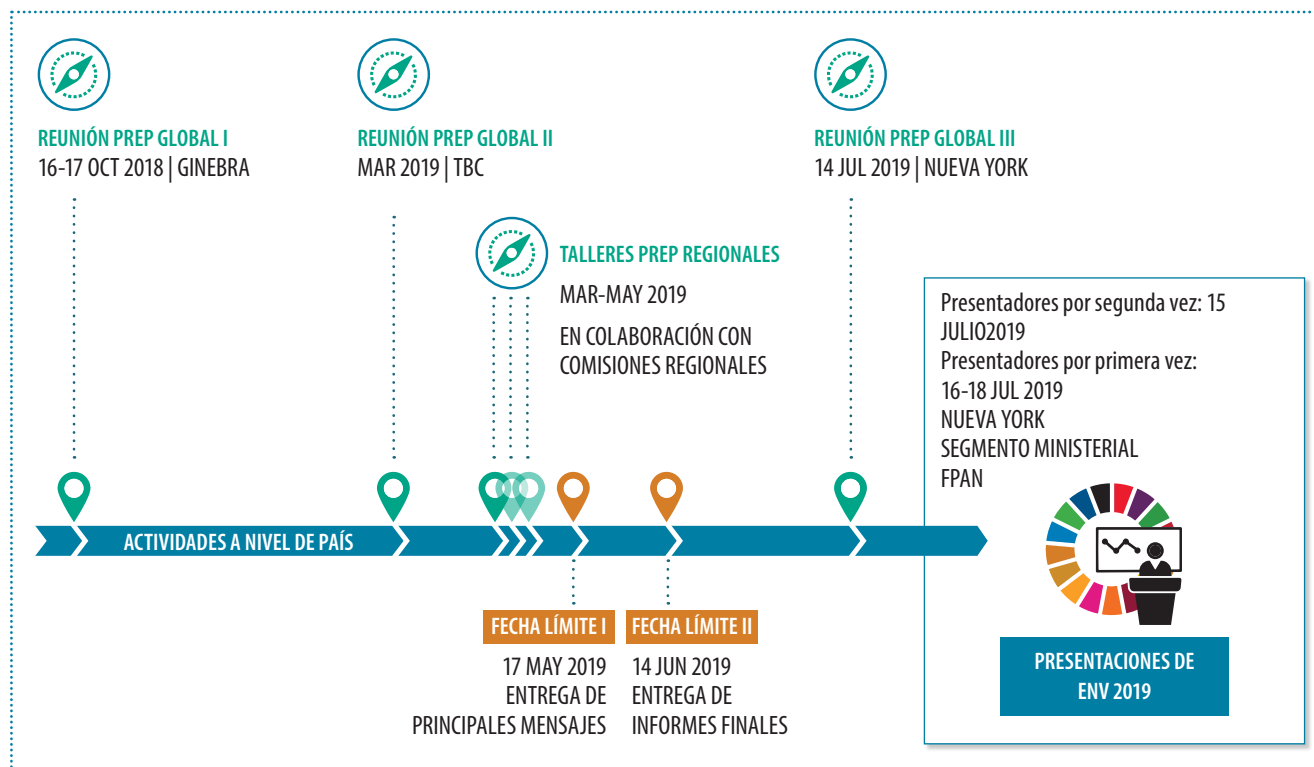 REUNIÓN PREP GLOBAL I
16-17 OCT 2018 | GINEBRA
REUNIÓN PREP GLOBAL II
MAR 2019 | TBC
REUNIÓN PREP GLOBAL III
14 JUL 2019 | NUEVA YORK
TALLERES PREP REGIONALES
MAR-MAY 2019
EN COLABORACIÓN CON
COMISIONES REGIONALES
Presentadores por segunda vez: 15
JULIO2019
Presentadores por primera vez:
16-18 JUL 2019
NUEVA YORK
SEGMENTO MINISTERIAL
FPAN
ACTIVIDADES A NIVEL DE PAÍS
FECHA LÍMITE I
17 MAY 2019
ENTREGA DE
PRINCIPALES MENSAJES
FECHA LÍMITE II
14 JUN 2019
ENTREGA DE
INFORMES FINALES
PRESENTACIONES DE
ENV 2019